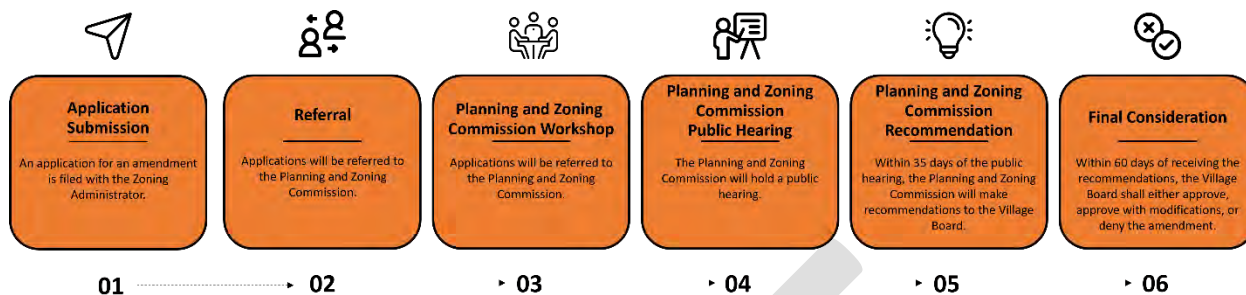 Application
Submission
An application for an amendment
is filed with the Zoning
Administrator.
01
Referral
Applications will be referred to
the Planning and Zoning
Commission.
02
Planning and Zoning
Commission Workshop
Applications will be referred to
the Planning and Zoning
Commission.
03
Planning and Zoning
Commission
Public Hearing
The Planning and Zoning
Commission will hold a public
hearing.
04
Planning and Zoning
Commission
Recommendation
Within 35 days of the public
hearing, the Planning and Zoning
Commission will make
recommendations to the Village
Board.
05
Final Consideration
Within 60 days of receiving the
recommendations, the Village
Board shall either approve,
approve with modifications, or
deny the amendment.
06